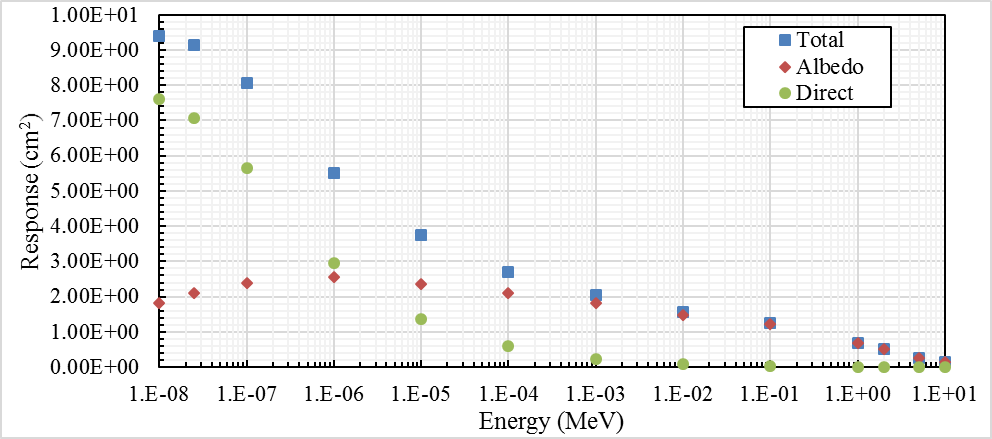 1.00E+01
9.00E+00
8.00E+00
7.00E+00
6.00E+00
5.00E+00
4.00E+00
3.00E+00
2.00E+00
1.00E+00
0.00E+00
Response (cm²)
Total
Albedo
Direct
1.E-08 1.E-07 1.E-06 1.E-05 1.E-04 1.E-03 1.E-02 1.E-01 1.E+00 1.E+01
Energy (MeV)